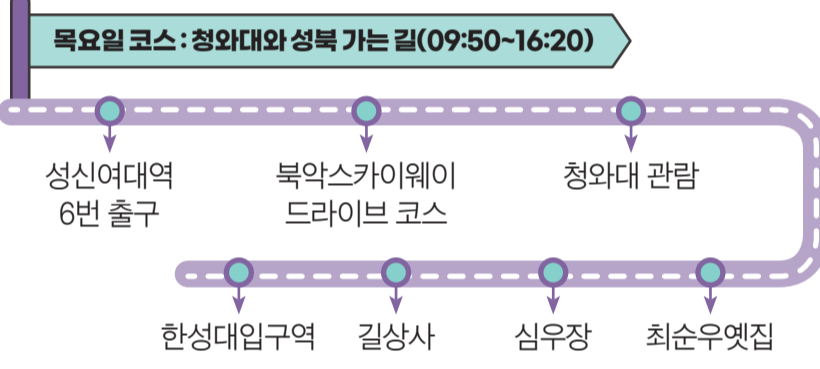 목요일 코스 : 청와대와 성북 가는 길(09:50~16:20)
성신여대역
6번 출구
북악스카이웨이
드라이브 코스
청와대 관람
한성대입구역
길상사
심우장
최순우옛집